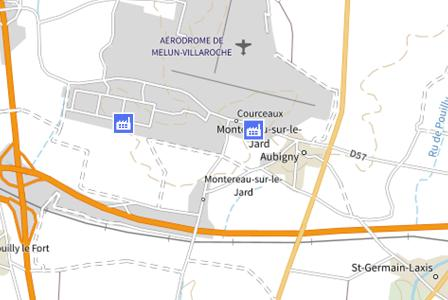 AÉRODROME DE
MELUN-VILLAROCHE
Courceaux
Montereau-sur-le-
Jard
Aubigny
D57
Montereau-sur-le-
Jard
Ru de Pouilly
ouilly le Fort
St-Germain-Laxis